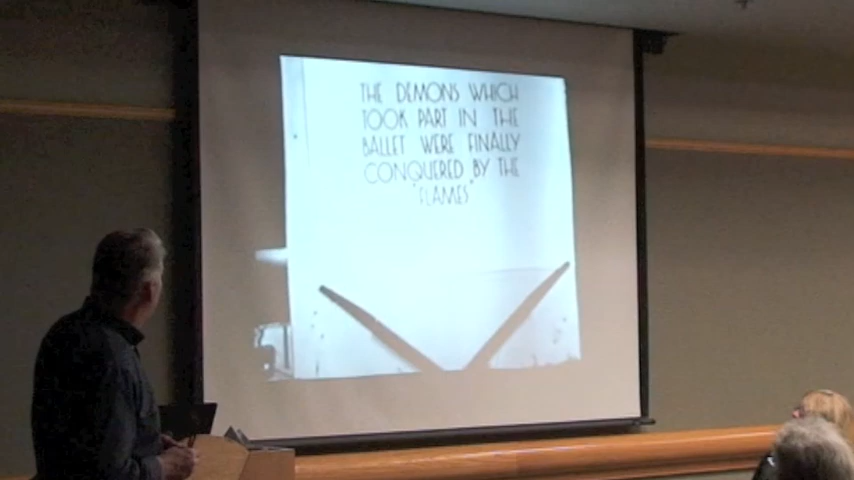 THE DEMONS WHICH
TOOK PART IN THE
BALLET WERE FINALLY
CONQUERED BY THE
"FLAMES"